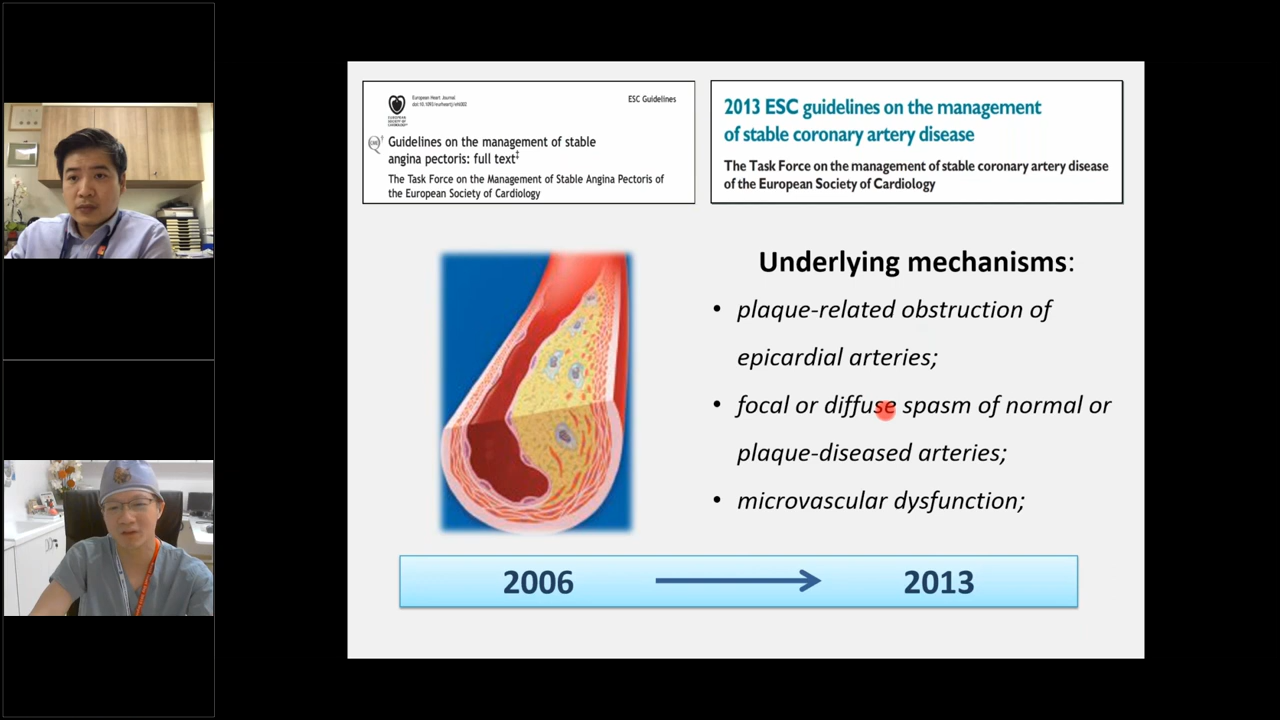 European Heart Journal
ESC Guidelines
EUROPEAN
SOCIETY OF
CARDIOLOGY
Guidelines on the management of stable
angina pectoris: full text‡
The Task Force on the Management of Stable Angina Pectoris of
the European Society of Cardiology
2013 ESC guidelines on the management
of stable coronary artery disease
The Task Force on the management of stable coronary artery disease
of the European Society of Cardiology
Underlying mechanisms:
• plaque-related obstruction of
epicardial arteries;
• focal or diffuse spasm of normal or
plaque-diseased arteries;
• microvascular dysfunction;
2006 → 2013